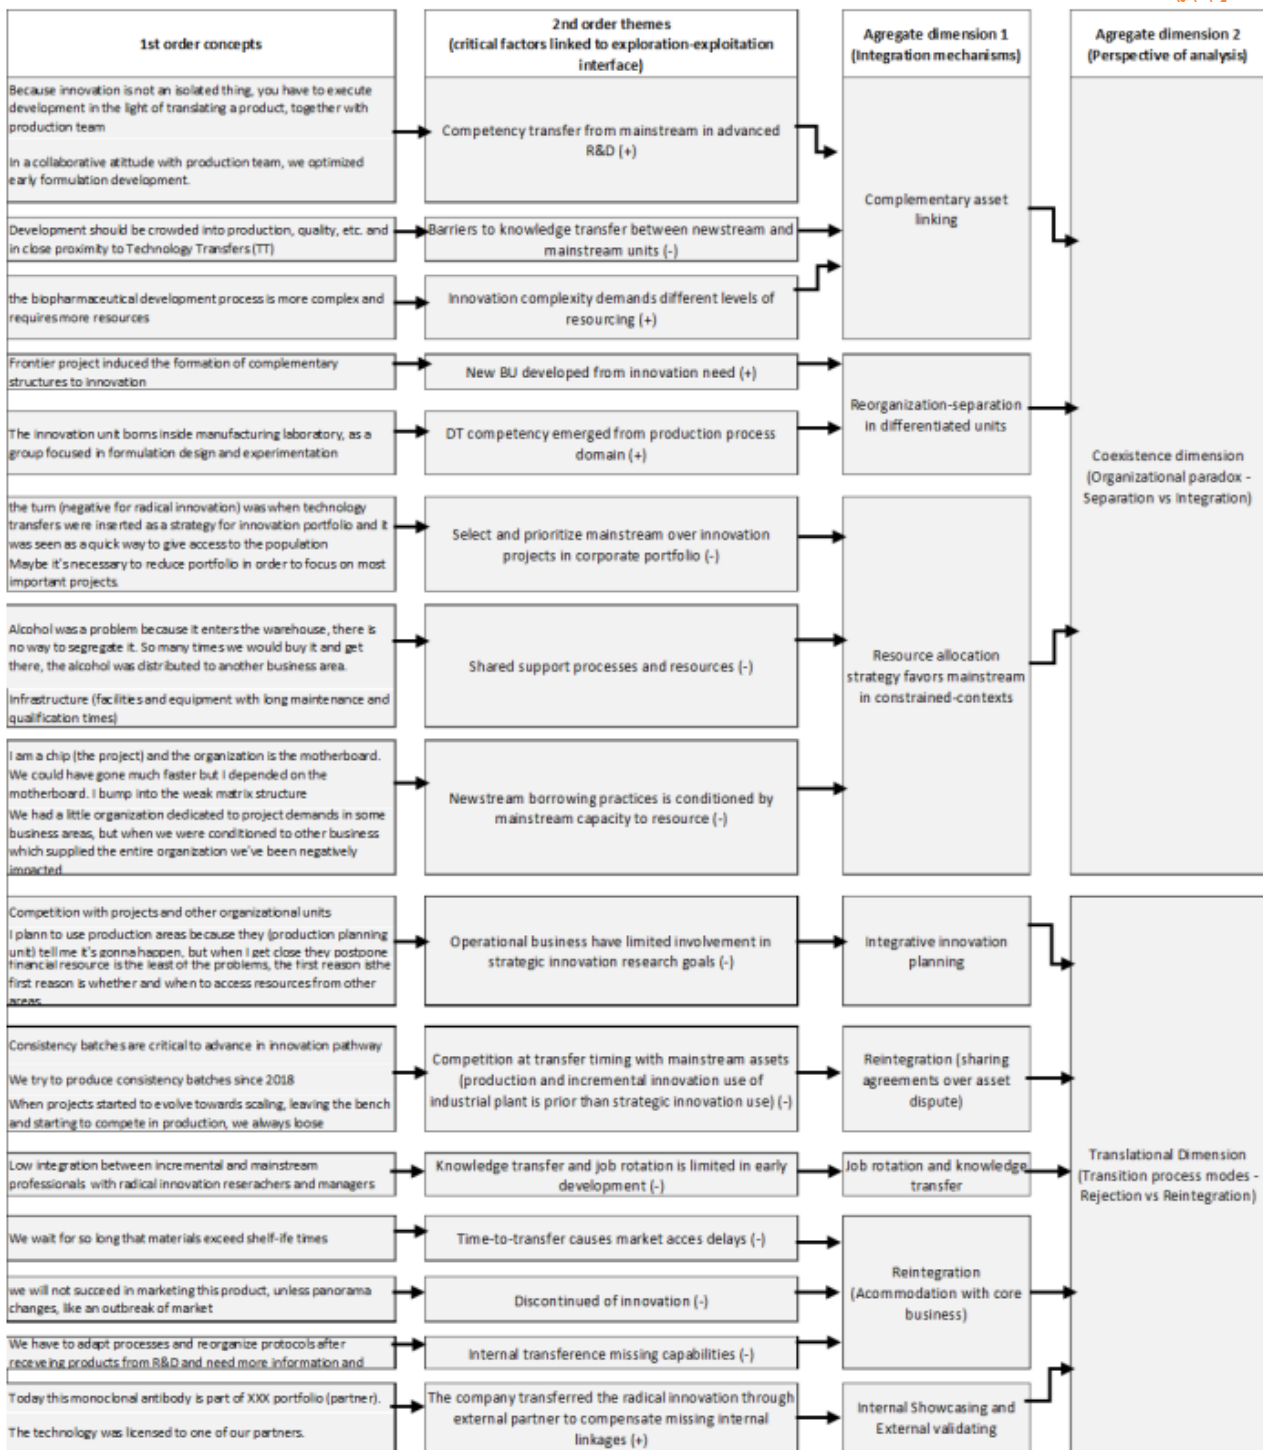 1st order concepts
2nd order themes
(critical factors linked to exploration-exploitation
interface)
Agregate dimension 1
(Integration mechanisms)
Agregate dimension 2
(Perspective of analysis)
Because innovation is not an isolated thing, you have to execute
development in the light of translating a product, together with
production team
In a collaborative atittude with production team, we optimized
early formulation development.
Competency transfer from mainstream in advanced
R&D (+)
Complementary asset
linking
Development should be crowded into production, quality, etc. and
in close proximity to Technology Transfers (TT)
Barriers to knowledge transfer between newstream and
mainstream units (-)
the biopharmaceutical development process is more complex and
requires more resources
Innovation complexity demands different levels of
resourcing (+)
Frontier project induced the formation of complementary
structures to innovation
New BU developed from innovation need (+)
Reorganization-separation
in differentiated units
The innovation unit borns inside manufacturing laboratory, as a
group focused in formulation design and experimentation
DT competency emerged from production process
domain (+)
Coexistence dimension
(Organizational paradox -
Separation vs Integration)
the turn (negative for radical innovation) was when technology
transfers were inserted as a strategy for innovation portfolio and it
was seen as a quick way to give access to the population
Maybe it's necessary to reduce portfolio in order to focus on most
important projects.
Select and prioritize mainstream over innovation
projects in corporate portfolio (-)
Alcohol was a problem because it enters the warehouse, there is
no way to segregate it. So many times we would buy it and get
there, the alcohol was distributed to another business area.
Infrastructure (facilities and equipment with long maintenance and
qualification times)
Shared support processes and resources (-)
Resource allocation
strategy favors mainstream
in constrained-contexts
I am a chip (the project) and the organization is the motherboard.
We could have gone much faster but I depended on the
motherboard. I bump into the weak matrix structure
We had a little organization dedicated to project demands in some
business areas, but when we were conditioned to other business
which supplied the entire organization we've been negatively
impacted
Newstream borrowing practices is conditioned by
mainstream capacity to resource (-)
Competition with projects and other organizational units
I plann to use production areas because they (production planning
unit) tell me it's gonna happen, but when I get close they postpone
financial resource is the least of the problems, the first reason isthe
first reason is whether and when to access resources from other
areas
Operational business have limited involvement in
strategic innovation research goals (-)
Integrative innovation
planning
Consistency batches are critical to advance in innovation pathway
We try to produce consistency batches since 2018
When projects started to evolve towards scaling, leaving the bench
and starting to compete in production, we always loose
Competition at transfer timing with mainstream assets
(production and incremental innovation use of
industrial plant is prior than strategic innovation use) (-)
Reintegration (sharing
agreements over asset
dispute)
Low integration between incremental and mainstream
professionals with radical innovation reserachers and managers
Knowledge transfer and job rotation is limited in early
development (-)
Job rotation and knowledge
transfer
Translational Dimension
(Transition process modes -
Rejection vs Reintegration)
We wait for so long that materials exceed shelf-ife times
Time-to-transfer causes market acces delays (-)
Reintegration
(Acommodation with core
business)
we will not succeed in marketing this product, unless panorama
changes, like an outbreak of market
Discontinued of innovation (-)
We have to adapt processes and reorganize protocols after
receveing products from R&D and need more information and
Internal transference missing capabilities (-)
Today this monoclonal antibody is part of XXX portfolio (partner).
The technology was licensed to one of our partners.
The company transferred the radical innovation through
external partner to compensate missing internal
linkages (+)
Internal Showcasing and
External validating